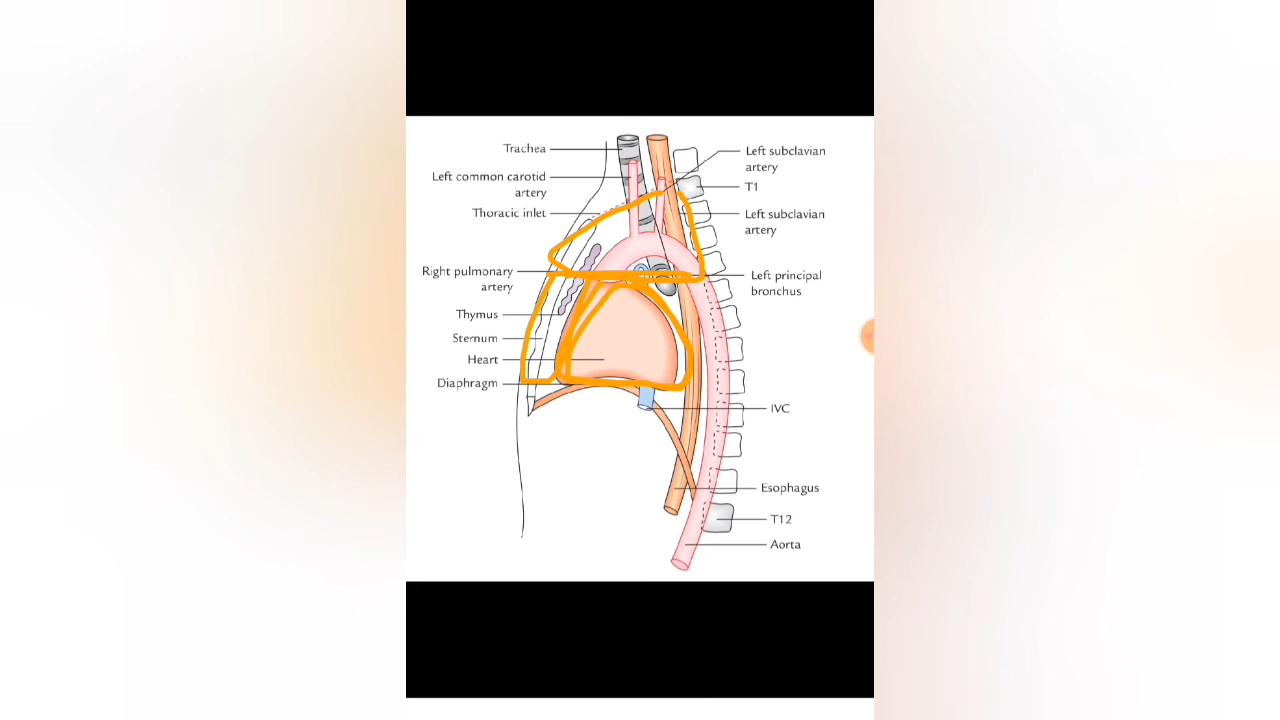 Trachea
Left common carotid
artery
Thoracic inlet
Right pulmonary
artery
Thymus
Sternum
Heart
Diaphragm
Left subclavian
artery
T1
Left subclavian
artery
Left principal
bronchus
IVC
Esophagus
T12
Aorta